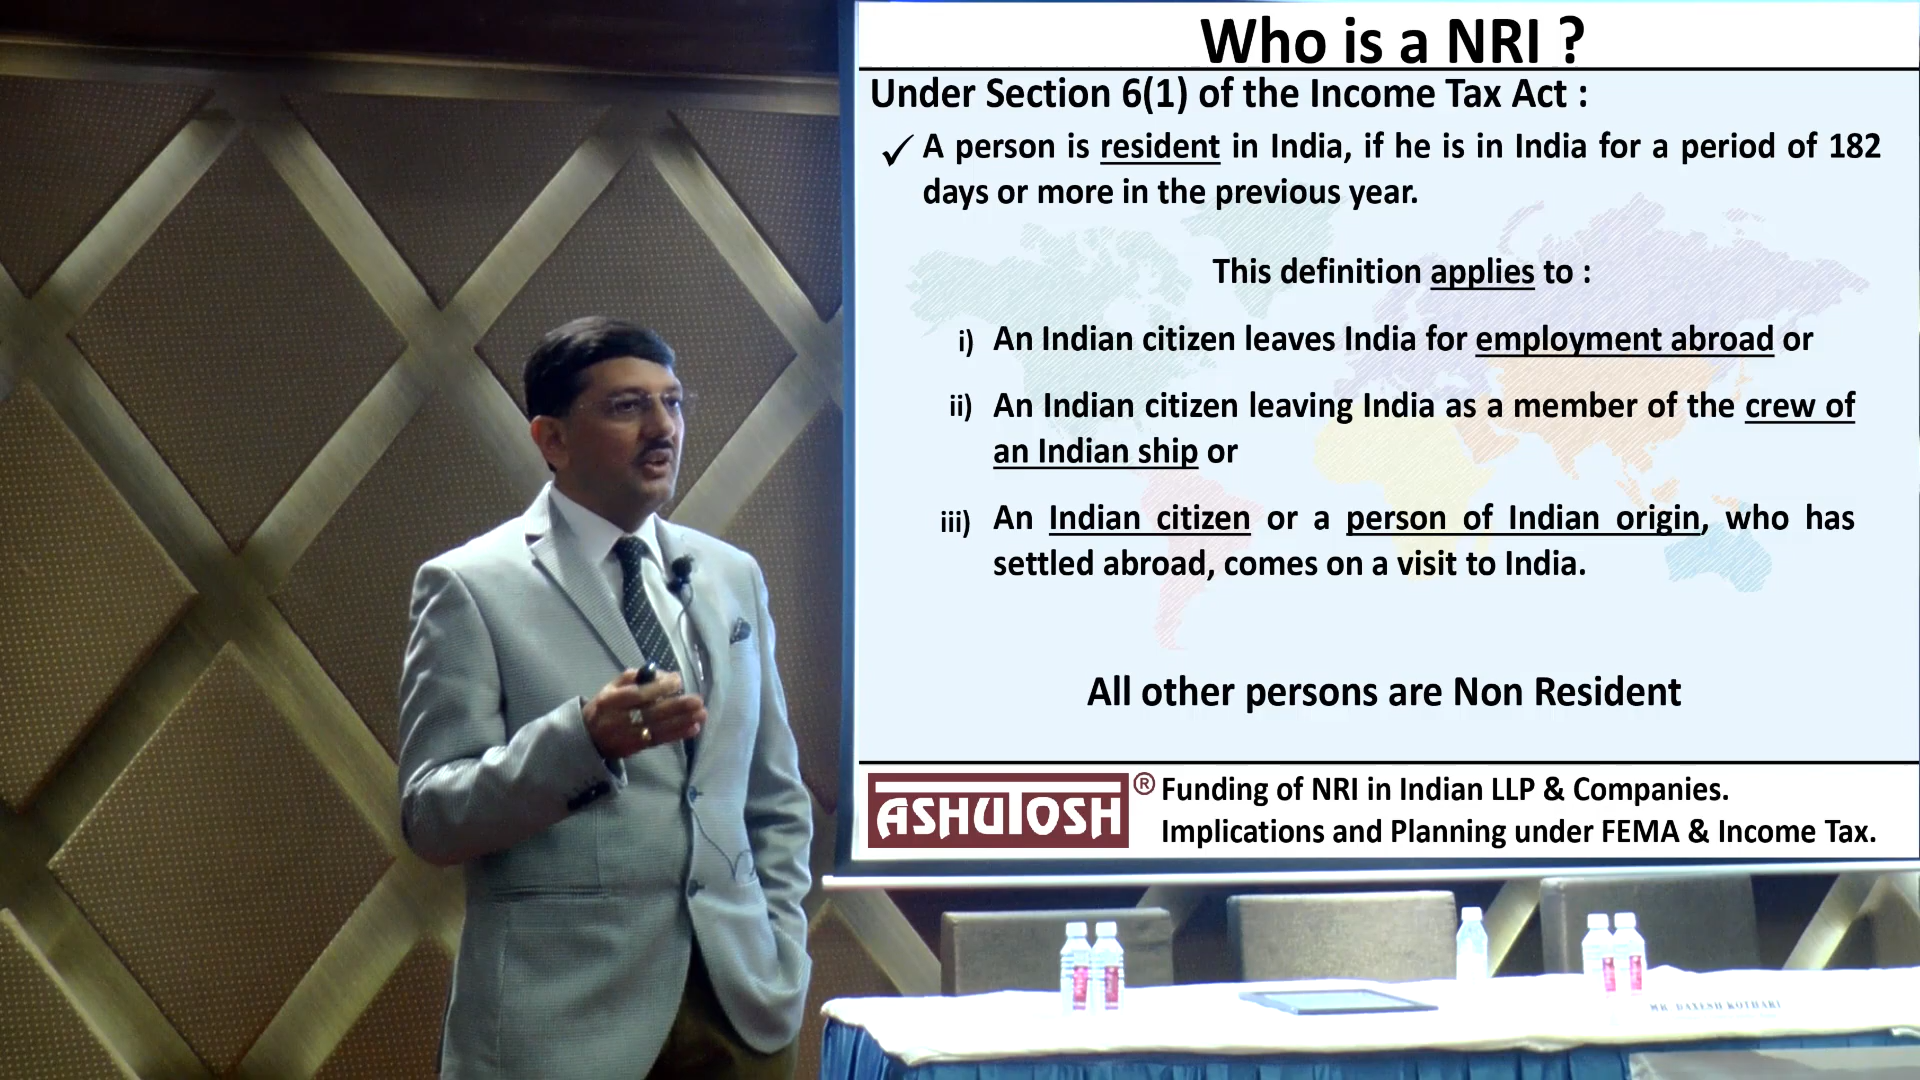 Who is a NRI ?
Under Section 6(1) of the Income Tax Act :
✓ A person is resident in India, if he is in India for a period of 182
days or more in the previous year.
This definition applies to :
i) An Indian citizen leaves India for employment abroad or
ii) An Indian citizen leaving India as a member of the crew of
an Indian ship or
iii) An Indian citizen or a person of Indian origin, who has
settled abroad, comes on a visit to India.
All other persons are Non Resident
ASHUTOSH ® Funding of NRI in Indian LLP & Companies.
Implications and Planning under FEMA & Income Tax.
MR. DAXESH KOTHARI